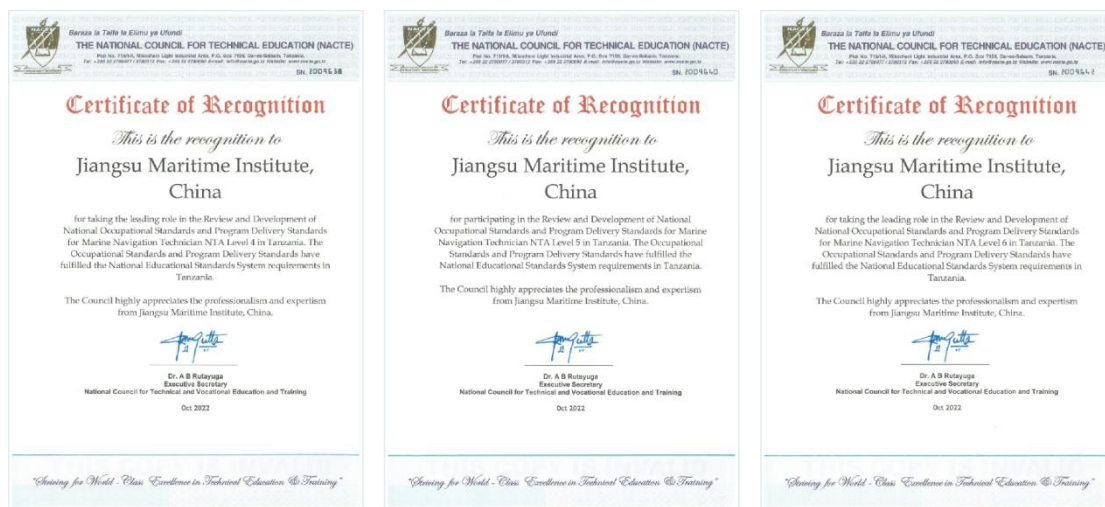 Baraza la Taifa la Elimu ya Ufundi
THE NATIONAL COUNCIL FOR TECHNICAL EDUCATION (NACTE)
SN. 2009638
Certificate of Recognition
This is the recognition to
Jiangsu Maritime Institute,
China
for taking the leading role in the Review and Development of
National Occupational Standards and Program Delivery Standards
for Marine Navigation Technician NTA Level 4 in Tanzania. The
Occupational Standards and Program Delivery Standards have
fulfilled the National Educational Standards System requirements in
Tanzania.
The Council highly appreciates the professionalism and expertism
from Jiangsu Maritime Institute, China.
Dr. A B Rutayuga
Executive Secretary
National Council for Technical and Vocational Education and Training
Oct 2022
"Striving for World - Class Excellence in Technical Education & Training"
Baraza la Taifa la Elimu ya Ufundi
THE NATIONAL COUNCIL FOR TECHNICAL EDUCATION (NACTE)
SN. 2009640
Certificate of Recognition
This is the recognition to
Jiangsu Maritime Institute,
China
for participating in the Review and Development of National
Occupational Standards and Program Delivery Standards for Marine
Navigation Technician NTA Level 5 in Tanzania. The Occupational
Standards and Program Delivery Standards have fulfilled the
National Educational Standards System requirements in Tanzania.
The Council highly appreciates the professionalism and expertism
from Jiangsu Maritime Institute, China.
Dr. A B Rutayuga
Executive Secretary
National Council for Technical and Vocational Education and Training
Oct 2022
"Striving for World - Class Excellence in Technical Education & Training"
Baraza la Taifa la Elimu ya Ufundi
THE NATIONAL COUNCIL FOR TECHNICAL EDUCATION (NACTE)
SN. 2009642
Certificate of Recognition
This is the recognition to
Jiangsu Maritime Institute,
China
for taking the leading role in the Review and Development of
National Occupational Standards and Program Delivery Standards
for Marine Navigation Technician NTA Level 6 in Tanzania. The
Occupational Standards and Program Delivery Standards have
fulfilled the National Educational Standards System requirements in
Tanzania.
The Council highly appreciates the professionalism and expertism
from Jiangsu Maritime Institute, China.
Dr. A B Rutayuga
Executive Secretary
National Council for Technical and Vocational Education and Training
Oct 2022
"Striving for World - Class Excellence in Technical Education & Training"